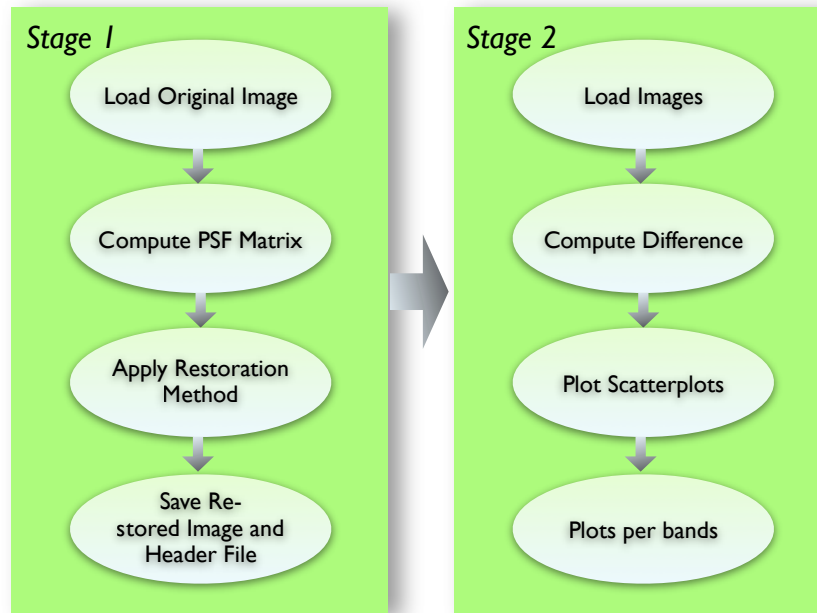 Stage 1
Load Original Image
Compute PSF Matrix
Apply Restoration
Method
Save Re-
stored Image and
Header File
Stage 2
Load Images
Compute Difference
Plot Scatterplots
Plots per bands